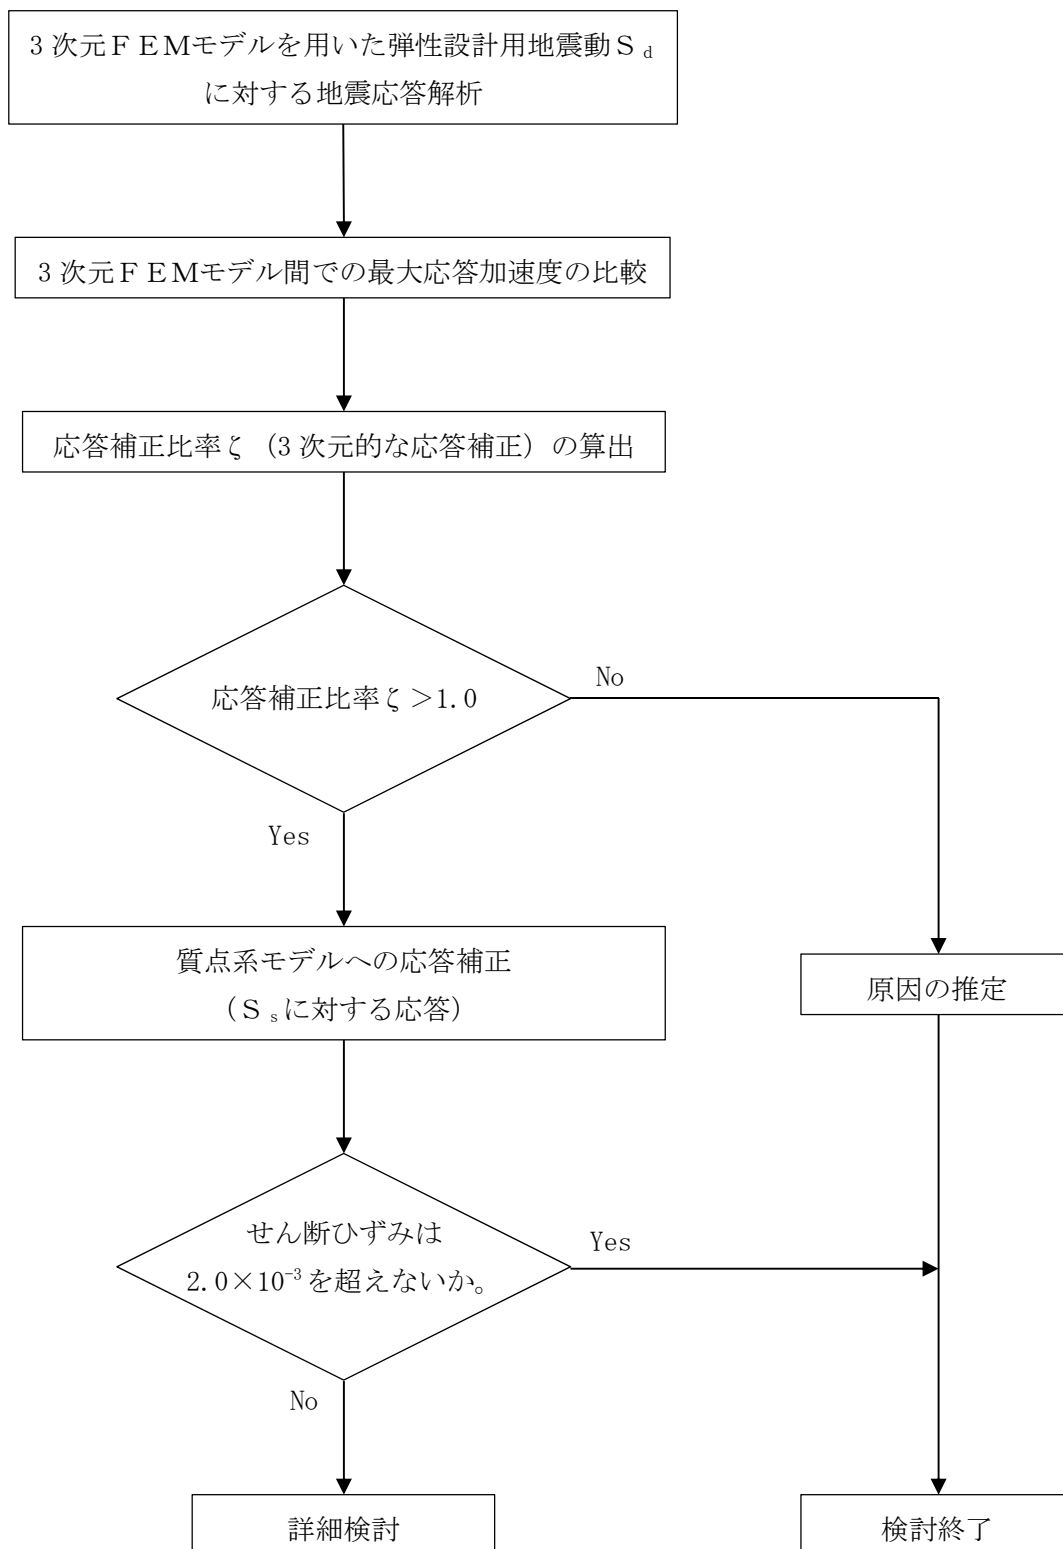 3次元ＦＥＭモデルを用いた弾性設計用地震動Ｓd
に対する地震応答解析
3次元ＦＥＭモデル間での最大応答加速度の比較
応答補正比率ζ（3次元的な応答補正）の算出
応答補正比率ζ＞1.0
No
Yes
質点系モデルへの応答補正
（Ｓsに対する応答）
原因の推定
せん断ひずみは
2.0×10⁻³を超えないか。
Yes
No
詳細検討
検討終了